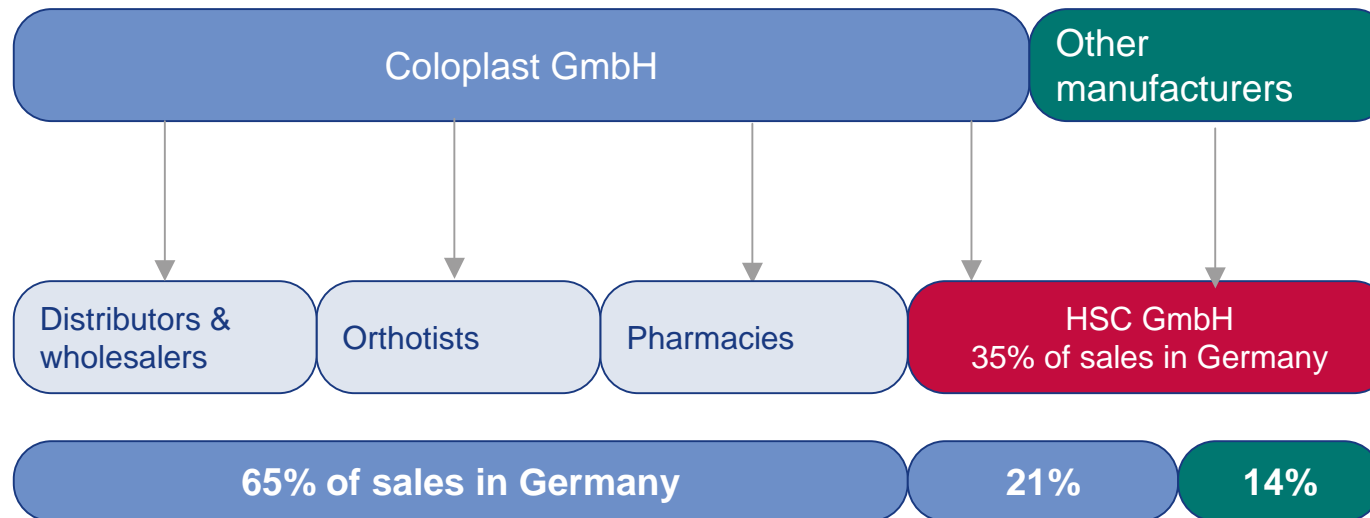 Coloplast GmbH
Other
manufacturers
Distributors &
wholesalers
Orthotists
Pharmacies
HSC GmbH
35% of sales in Germany
65% of sales in Germany
21%
14%